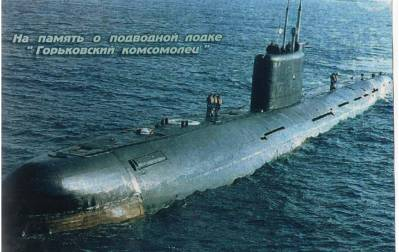 На память о подводной лодке
" Горьковский комсомолец "